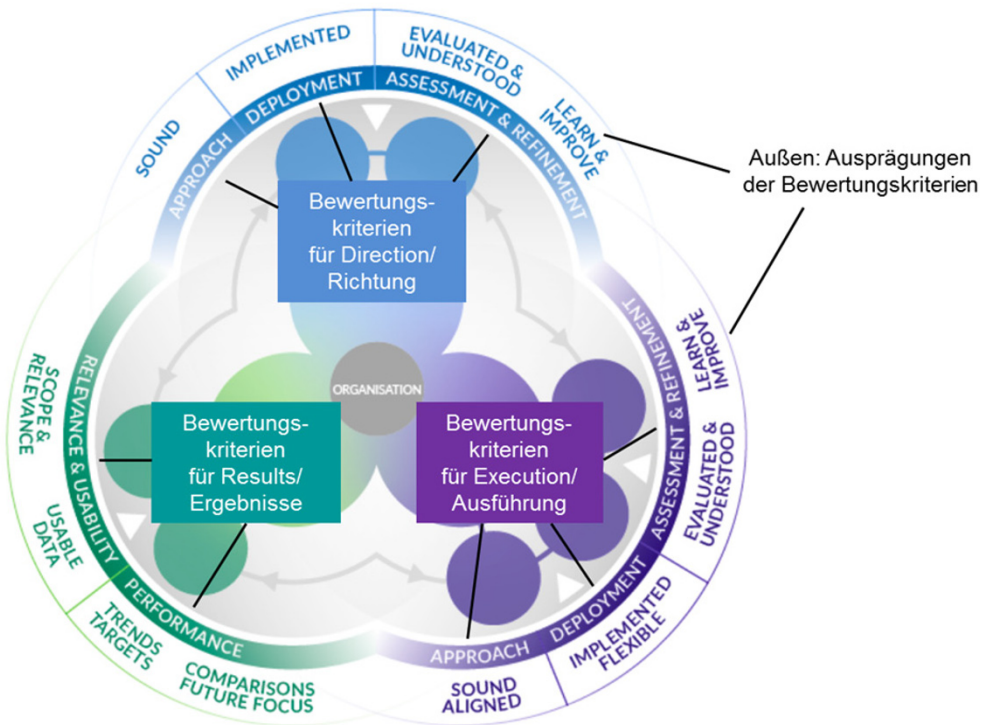 SOUND
IMPLEMENTED
EVALUATED &
UNDERSTOOD
LEARN &
IMPROVE
APPROACH
DEPLOYMENT
ASSESSMENT & REFINEMENT
Außen: Ausprägungen
der Bewertungskriterien
Bewertungs-
kriterien
für Direction/
Richtung
ORGANISATION
Bewertungs-
kriterien
für Results/
Ergebnisse
Bewertungs-
kriterien
für Execution/
Ausführung
SCOPE &
RELEVANCE
USABLE
DATA
RELEVANCE & USABILITY
PERFORMANCE
TRENDS
TARGETS
COMPARISONS
FUTURE FOCUS
ASSESSMENT & REFINEMENT
LEARN &
IMPROVE
EVALUATED &
UNDERSTOOD
DEPLOYMENT
IMPLEMENTED
FLEXIBLE
APPROACH
SOUND
ALIGNED